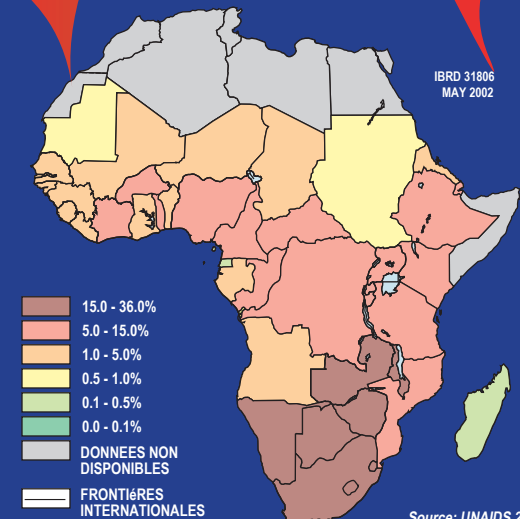 IBRD 31806
MAY 2002
15.0 - 36.0%
5.0 - 15.0%
1.0 - 5.0%
0.5 - 1.0%
0.1 - 0.5%
0.0 - 0.1%
DONNEES NON
DISPONIBLES
FRONTIéRES
INTERNATIONALES
Source: UNAIDS